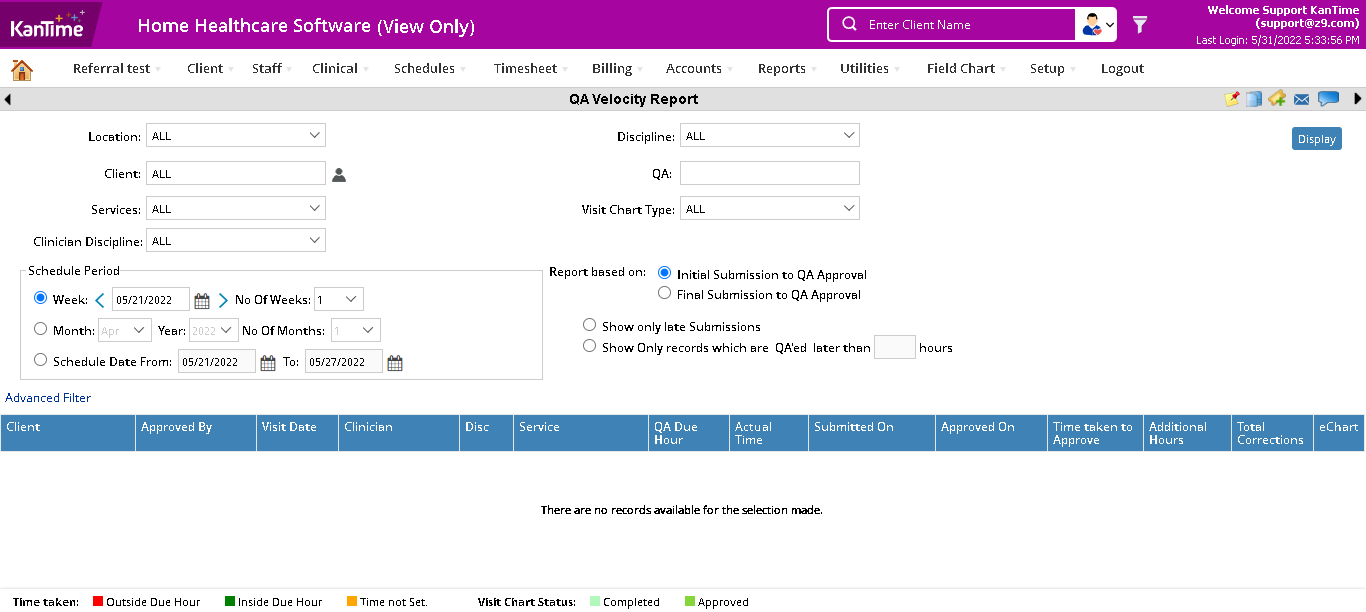 KanTime
Home Healthcare Software (View Only)
Enter Client Name
Welcome Support KanTime
(support@z9.com)
Last Login: 5/31/2022 5:33:56 PM
Referral test Client Staff Clinical Schedules Timesheet Billing Accounts Reports Utilities Field Chart Setup Logout
QA Velocity Report
Location: ALL Discipline: ALL Display
Client: ALL QA:
Services: ALL Visit Chart Type: ALL
Clinician Discipline: ALL
Schedule Period
Week: 05/21/2022 No Of Weeks: 1
Month: Apr Year: 2022 No Of Months: 1
Schedule Date From: 05/21/2022 To: 05/27/2022
Report based on: Initial Submission to QA Approval
Final Submission to QA Approval
Show only late Submissions
Show Only records which are QA'ed later than hours
Advanced Filter
Client Approved By Visit Date Clinician Disc Service QA Due Hour Actual Time Submitted On Approved On Time taken to Approve Additional Hours Total Corrections eChart
There are no records available for the selection made.
Time taken: Outside Due Hour Inside Due Hour Time not Set. Visit Chart Status: Completed Approved